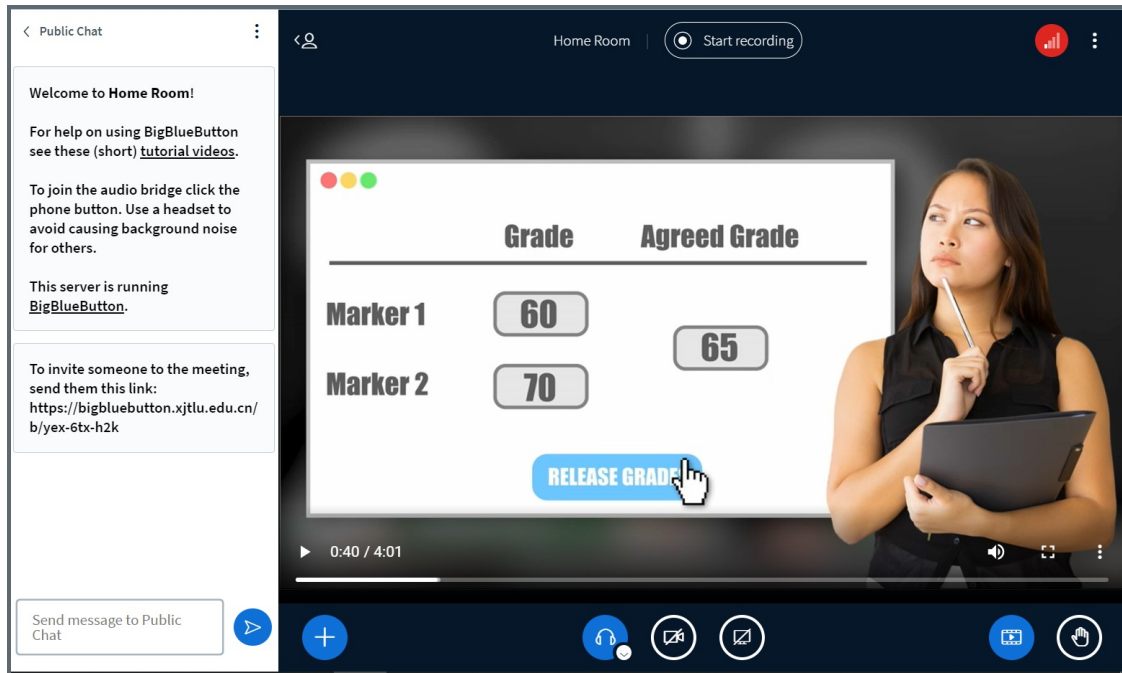 Public Chat
Home Room
Start recording
Welcome to Home Room!
For help on using BigBlueButton
see these (short) tutorial videos.
To join the audio bridge click the
phone button. Use a headset to
avoid causing background noise
for others.
This server is running
BigBlueButton.
To invite someone to the meeting,
send them this link:
https://bigbluebutton.xjtlu.edu.cn/
b/yex-6tx-h2k
Send message to Public
Chat
Grade Agreed Grade
Marker 1 60
65
Marker 2 70
RELEASE GRADE
0:40 / 4:01